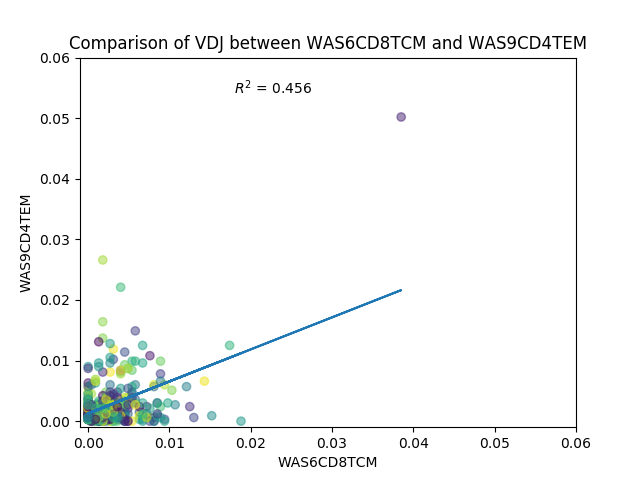 Comparison of VDJ between WAS6CD8TCM and WAS9CD4TEM
R² = 0.456
0.06
0.05
0.04
0.03
0.02
0.01
0.00
WAS9CD4TEM
0.00 0.01 0.02 0.03 0.04 0.05 0.06
WAS6CD8TCM